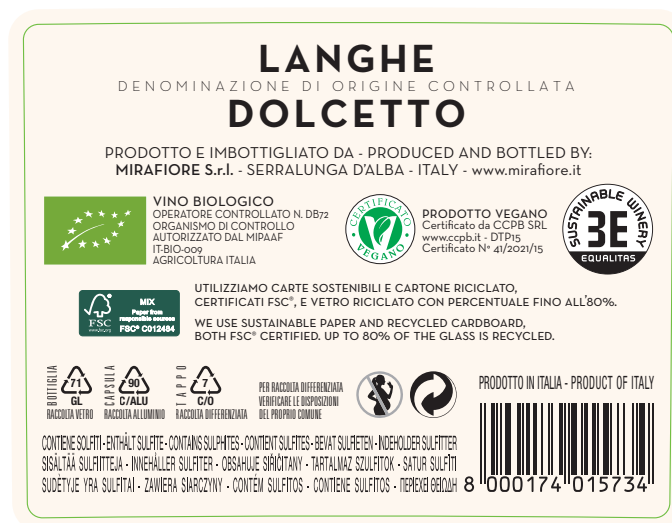 LANGHE
DENOMINAZIONE DI ORIGINE CONTROLLATA
DOLCETTO
PRODOTTO E IMBOTTIGLIATO DA - PRODUCED AND BOTTLED BY:
MIRAFIORE S.r.l. - SERRALUNGA D'ALBA - ITALY - www.mirafiore.it
VINO BIOLOGICO
OPERATORE CONTROLLATO N. DB72
ORGANISMO DI CONTROLLO
AUTORIZZATO DAL MIPAAF
IT-BIO-009
AGRICOLTURA ITALIA
CERTIFICATO
VEGANO
PRODOTTO VEGANO
Certificato da CCPB SRL
www.ccpb.it - DTP15
Certificato N° 41/2021/15
SUSTAINABLE WINERY
3E
EQUALITAS
FSC
www.fsc.org
MIX
Paper from
responsible sources
FSC® C012484
UTILIZZIAMO CARTE SOSTENIBILI E CARTONE RICICLATO,
CERTIFICATI FSC®, E VETRO RICICLATO CON PERCENTUALE FINO ALL'80%.
WE USE SUSTAINABLE PAPER AND RECYCLED CARDBOARD,
BOTH FSC® CERTIFIED. UP TO 80% OF THE GLASS IS RECYCLED.
BOTTIGLIA
71
GL
RACCOLTA VETRO
CAPSULA
90
C/ALU
RACCOLTA ALLUMINIO
TAPPO
7
C/O
RACCOLTA DIFFERENZIATA
PER RACCOLTA DIFFERENZIATA
VERIFICARE LE DISPOSIZIONI
DEL PROPRIO COMUNE
PRODOTTO IN ITALIA - PRODUCT OF ITALY
CONTIENE SOLFITI - ENTHÄLT SULFITE - CONTAINS SULPHITES - CONTIENT SULFITES - BEVAT SULFIETEN - INDEHOLDER SULFITTER
SISÄLTÄÄ SULFIITTEJA - INNEHÅLLER SULFITER - OBSAHUJE SIŘIČITANY - TARTALMAZ SZULFITOK - SATUR SULFĪTI
SUDĖTYJE YRA SULFITAI - ZAWIERA SIARCZYNY - CONTÉM SULFITOS - CONTIENE SULFITOS - ΠΕΡΙΕΧΕΙ ΘΕΙΩΔΗ
8 000174 015734